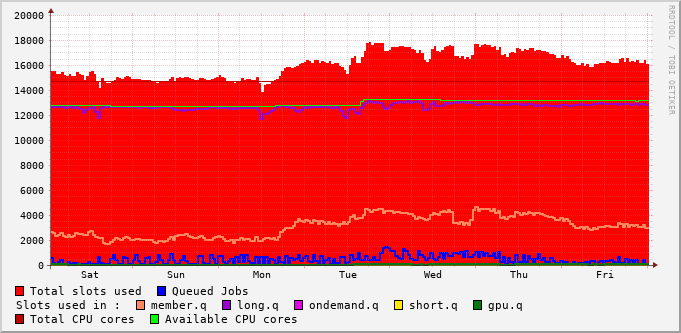 20000
18000
16000
14000
12000
10000
8000
6000
4000
2000
0
Sat Sun Mon Tue Wed Thu Fri
RRDTOOL / TOBI OETIKER
Total slots used Queued Jobs
Slots used in : member.q long.q ondemand.q short.q gpu.q
Total CPU cores Available CPU cores